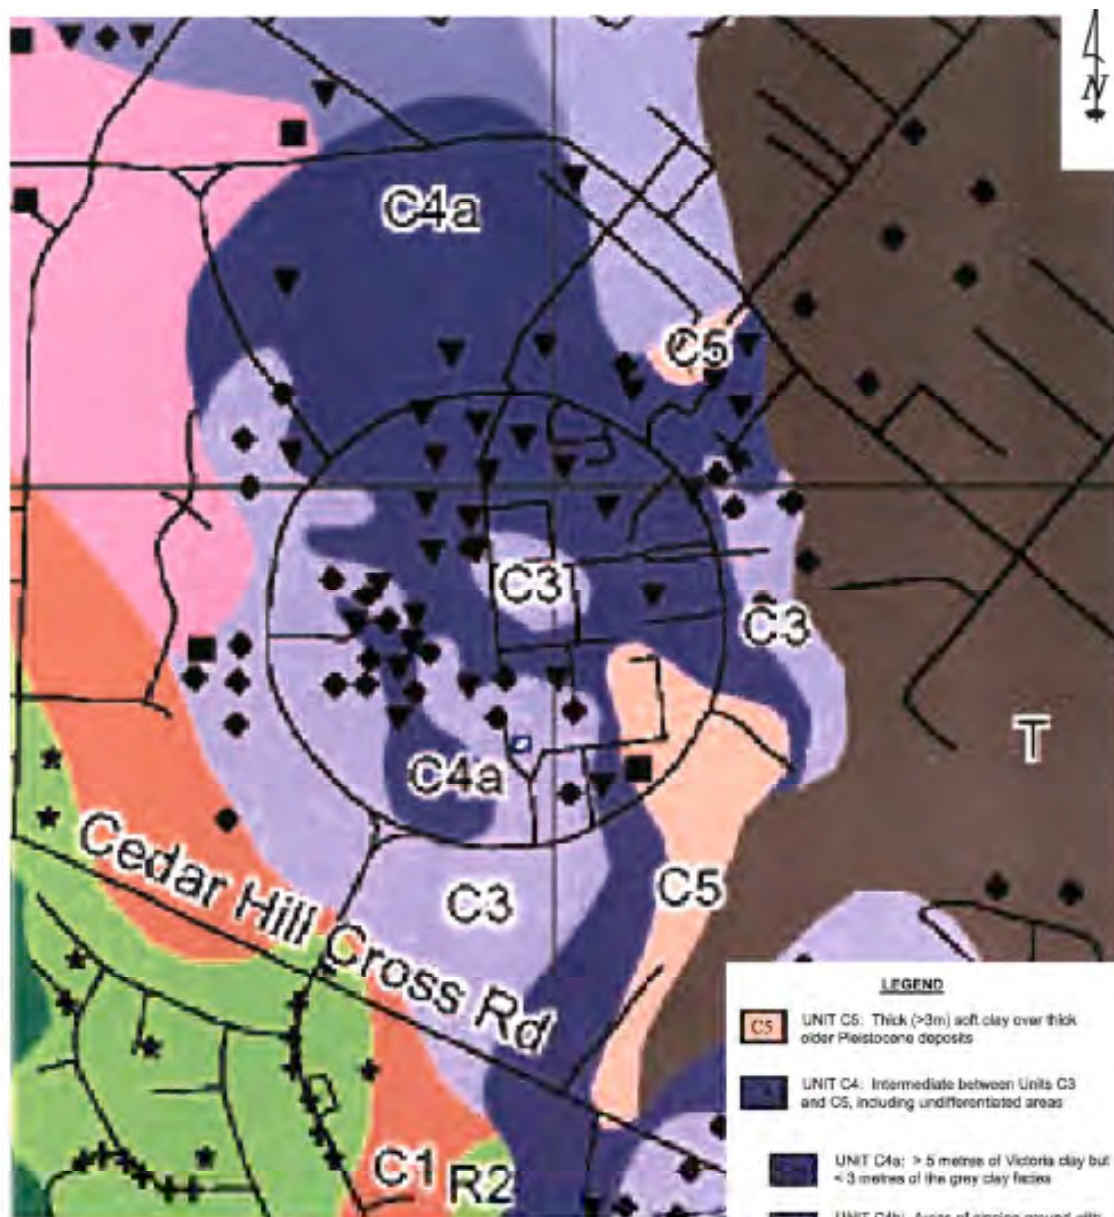 N
C4a
C5
C3
C3
T
C4a
C5
C3
Cedar Hill Cross Rd
C1
R2
LEGEND
C5
UNIT C5: Thick (>3m) soft clay over thick
older Pleistocene deposits
UNIT C4: Intermediate between Units C3
and C5, including undifferentiated areas
UNIT C4a: > 5 metres of Victoria clay but
< 3 metres of the grey clay facies